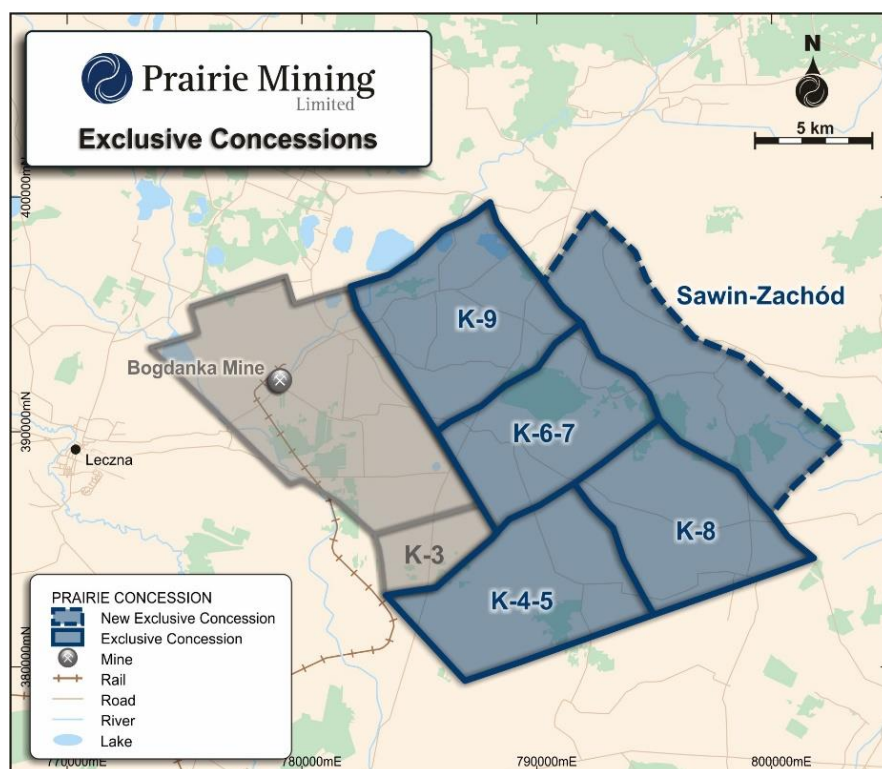 Prairie Mining
Limited
Exclusive Concessions
N
5 km
400000mN
Sawin-Zachód
K-9
Bogdanka Mine
390000mN
K-6-7
Leczna
K-8
K-3
K-4-5
PRAIRIE CONCESSION
New Exclusive Concession
Exclusive Concession
Mine
Rail
Road
River
Lake
380000mN
770000mE
780000mE
790000mE
800000mE